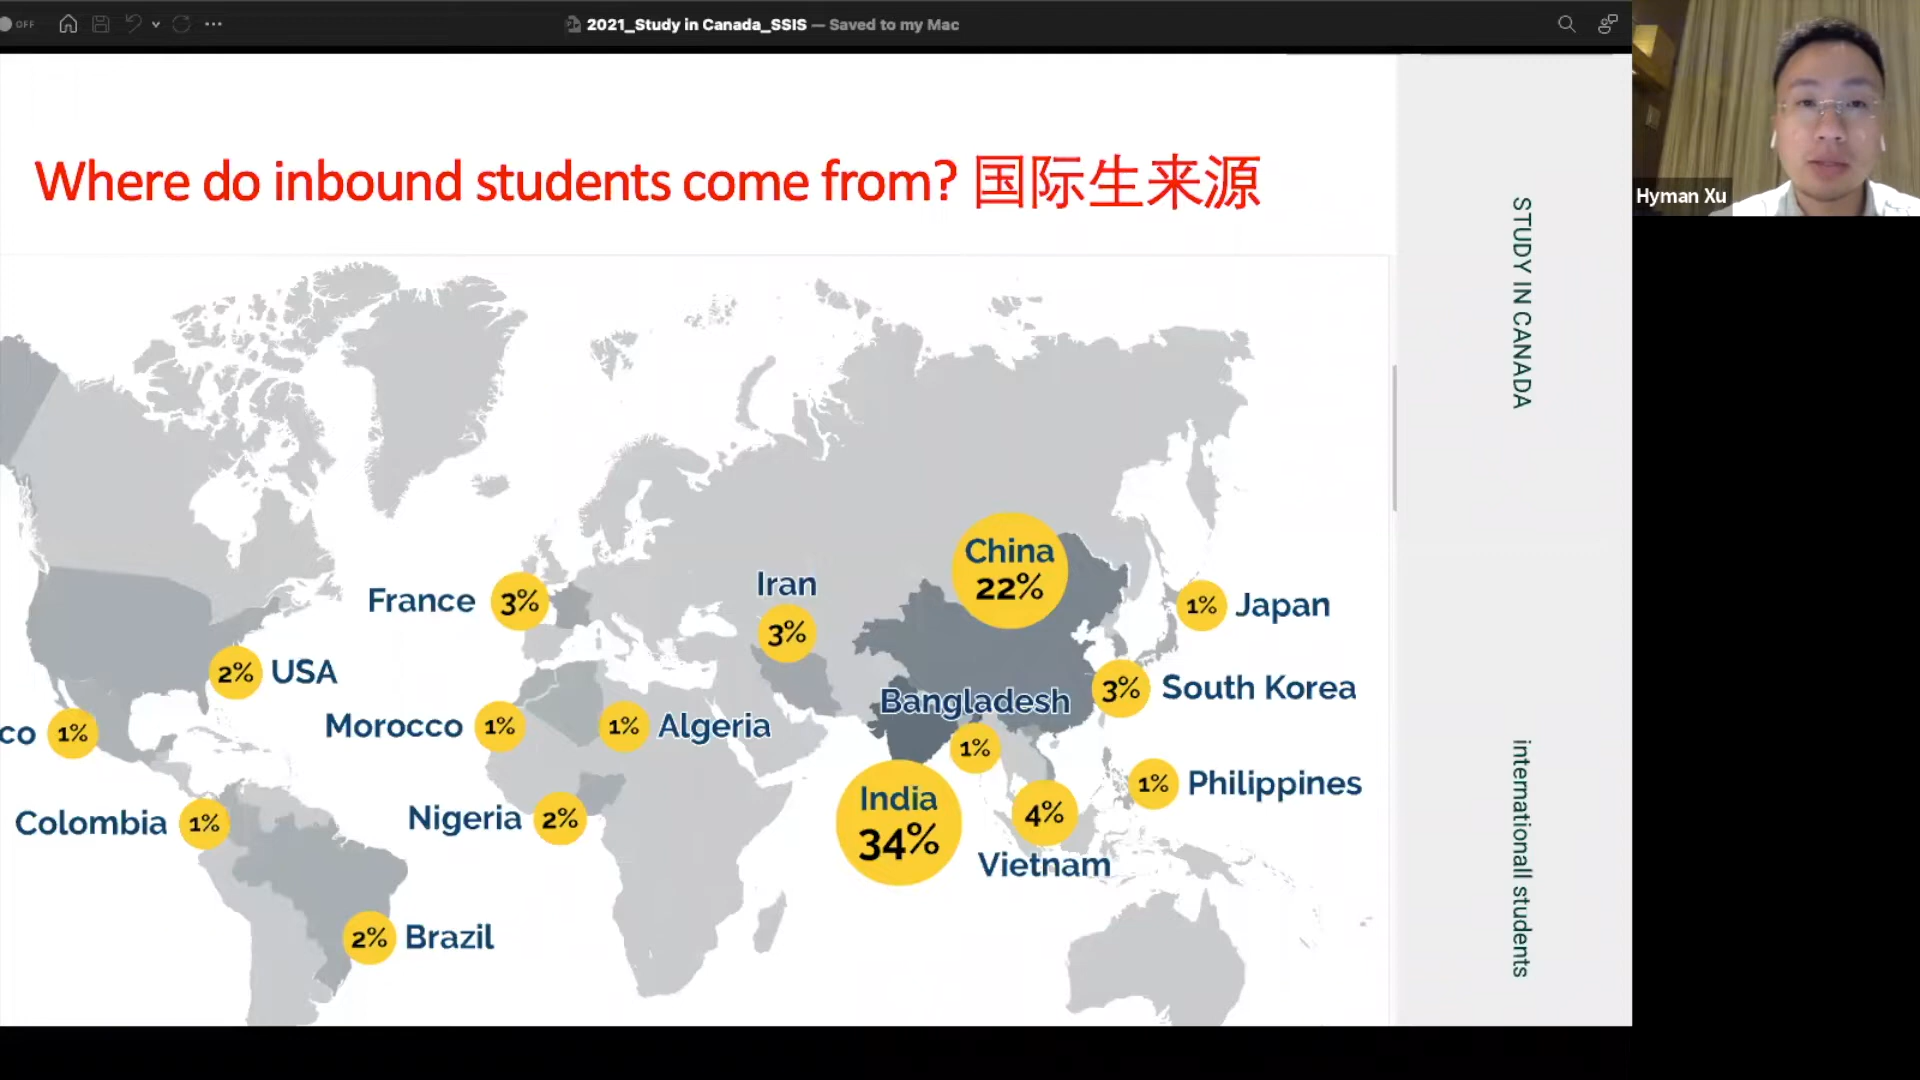 OFF
2021_Study in Canada_SSIS — Saved to my Mac
Hyman Xu
Where do inbound students come from? 国际生来源
STUDY IN CANADA
internationall students
China
22%
Iran
3%
France 3%
1% Japan
2% USA
Bangladesh
1%
3% South Korea
Morocco 1%
1% Algeria
co 1%
1% Philippines
India
34%
4%
Vietnam
Nigeria 2%
Colombia 1%
2% Brazil